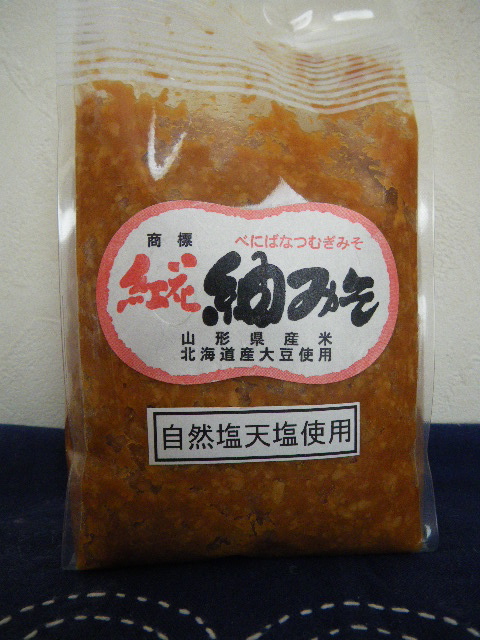 商標
べにばなつむぎみそ
紅花 紬みそ
山形県産米
北海道産大豆使用
自然塩天塩使用